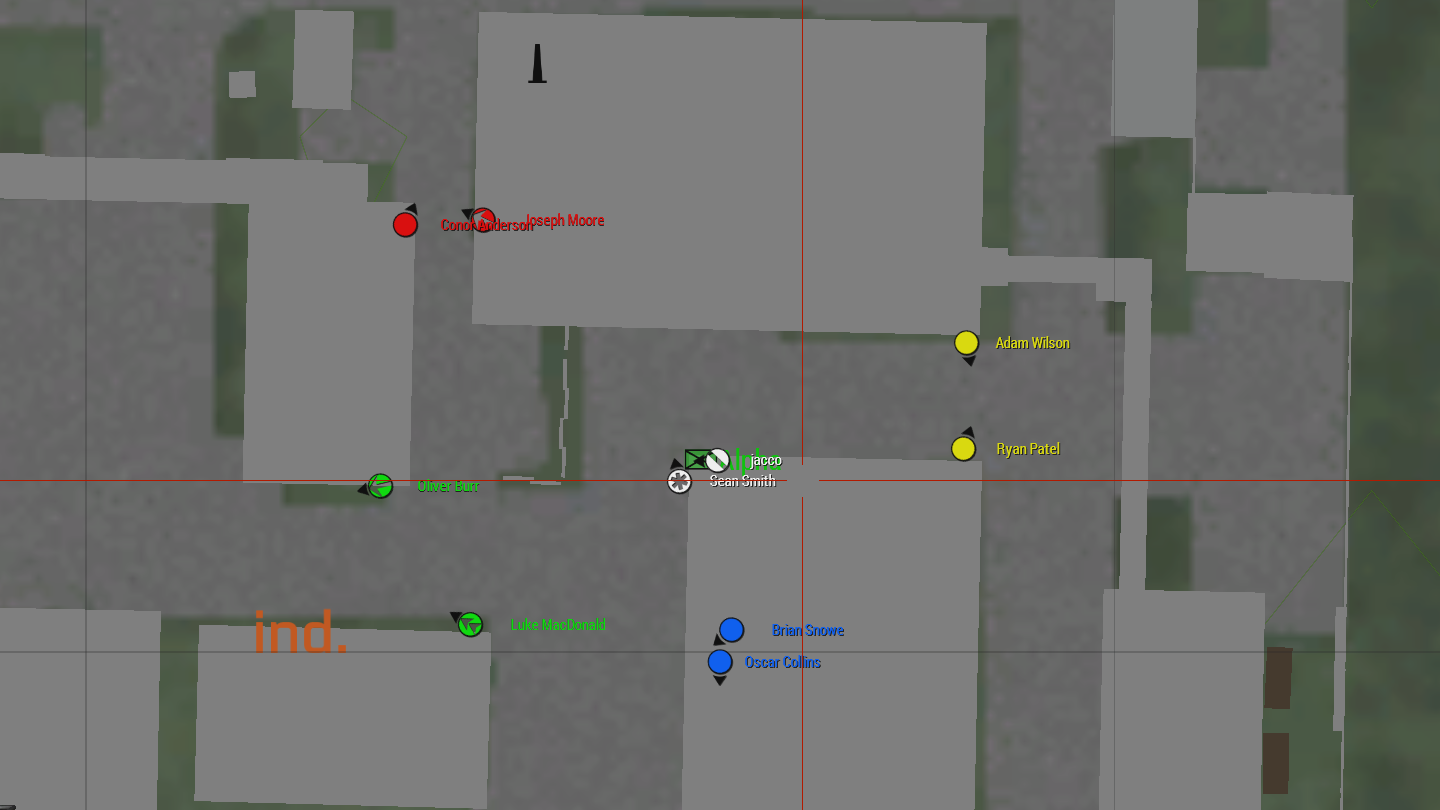 Joseph Moore
Conor Anderson
Adam Wilson
Ryan Patel
jacco
Sean Smith
Oliver Burr
Luke MacDonald
ind.
Brian Snowe
Oscar Collins